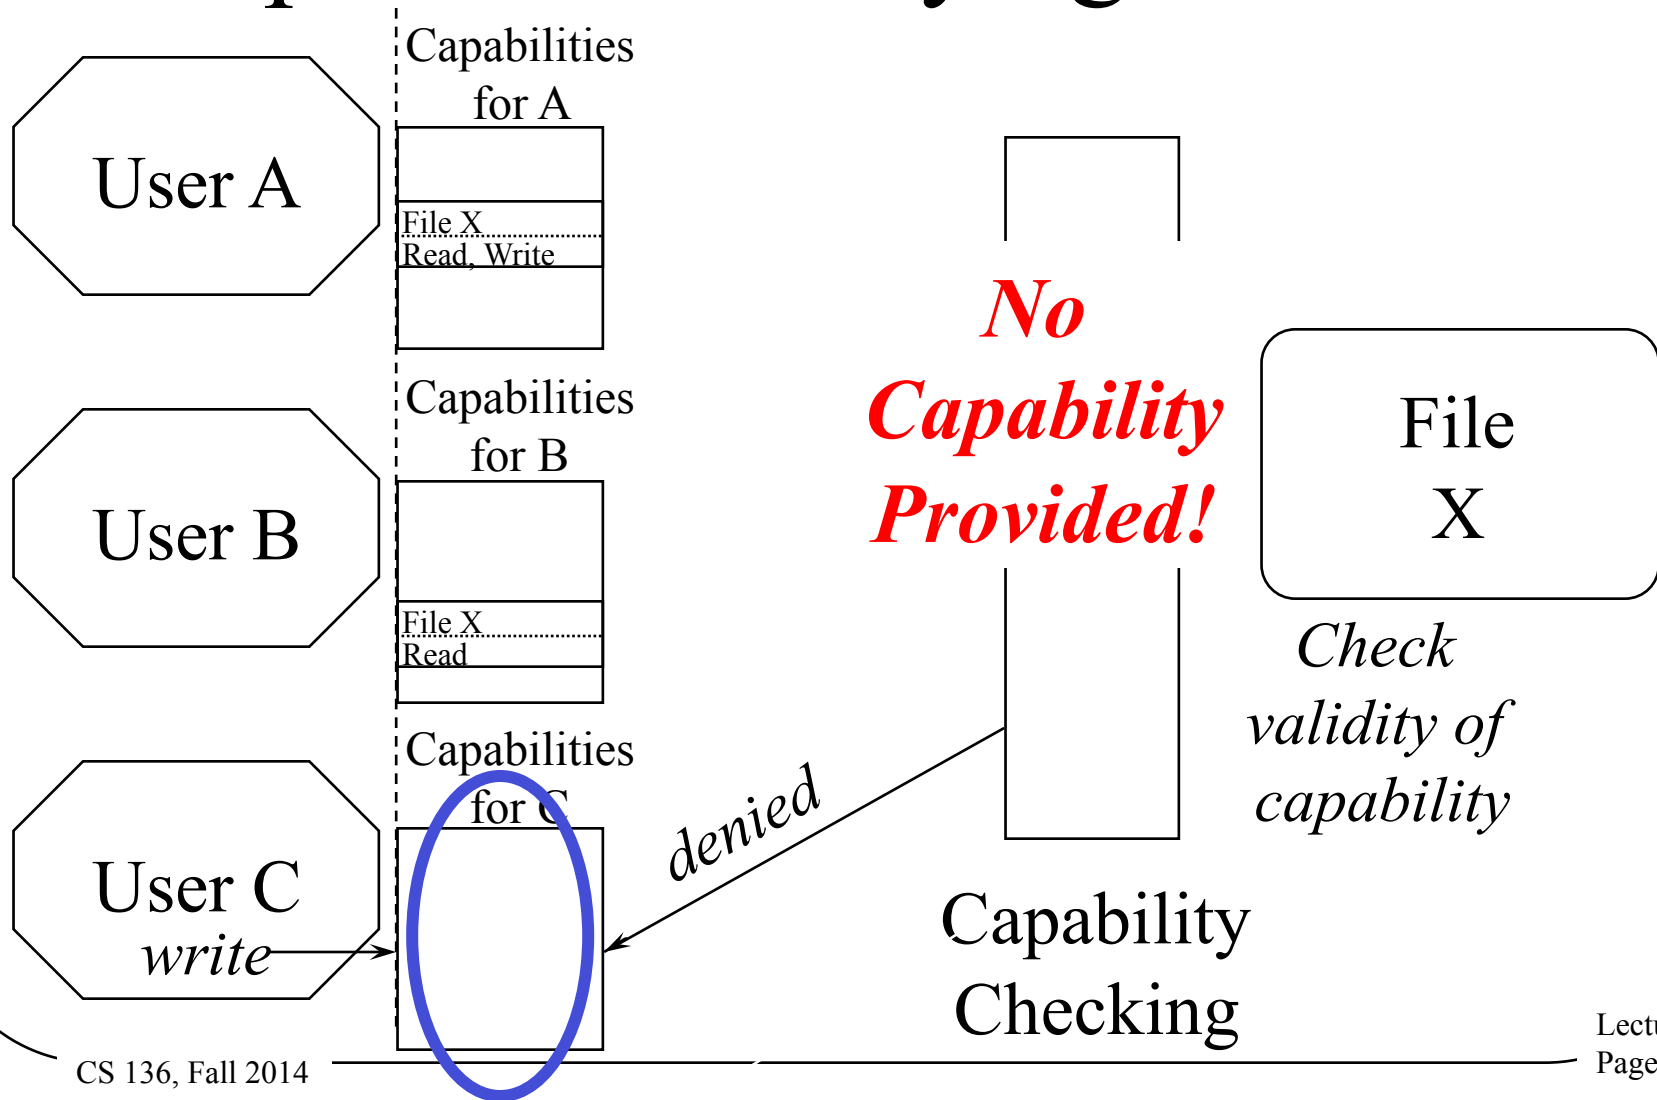 Capabilities
for A
User A
File X
Read, Write
No
Capability
Provided!
File
X
Capabilities
for B
User B
File X
Read
Check
validity of
capability
Capabilities
for C
denied
User C
write
Capability
Checking
CS 136, Fall 2014
Page